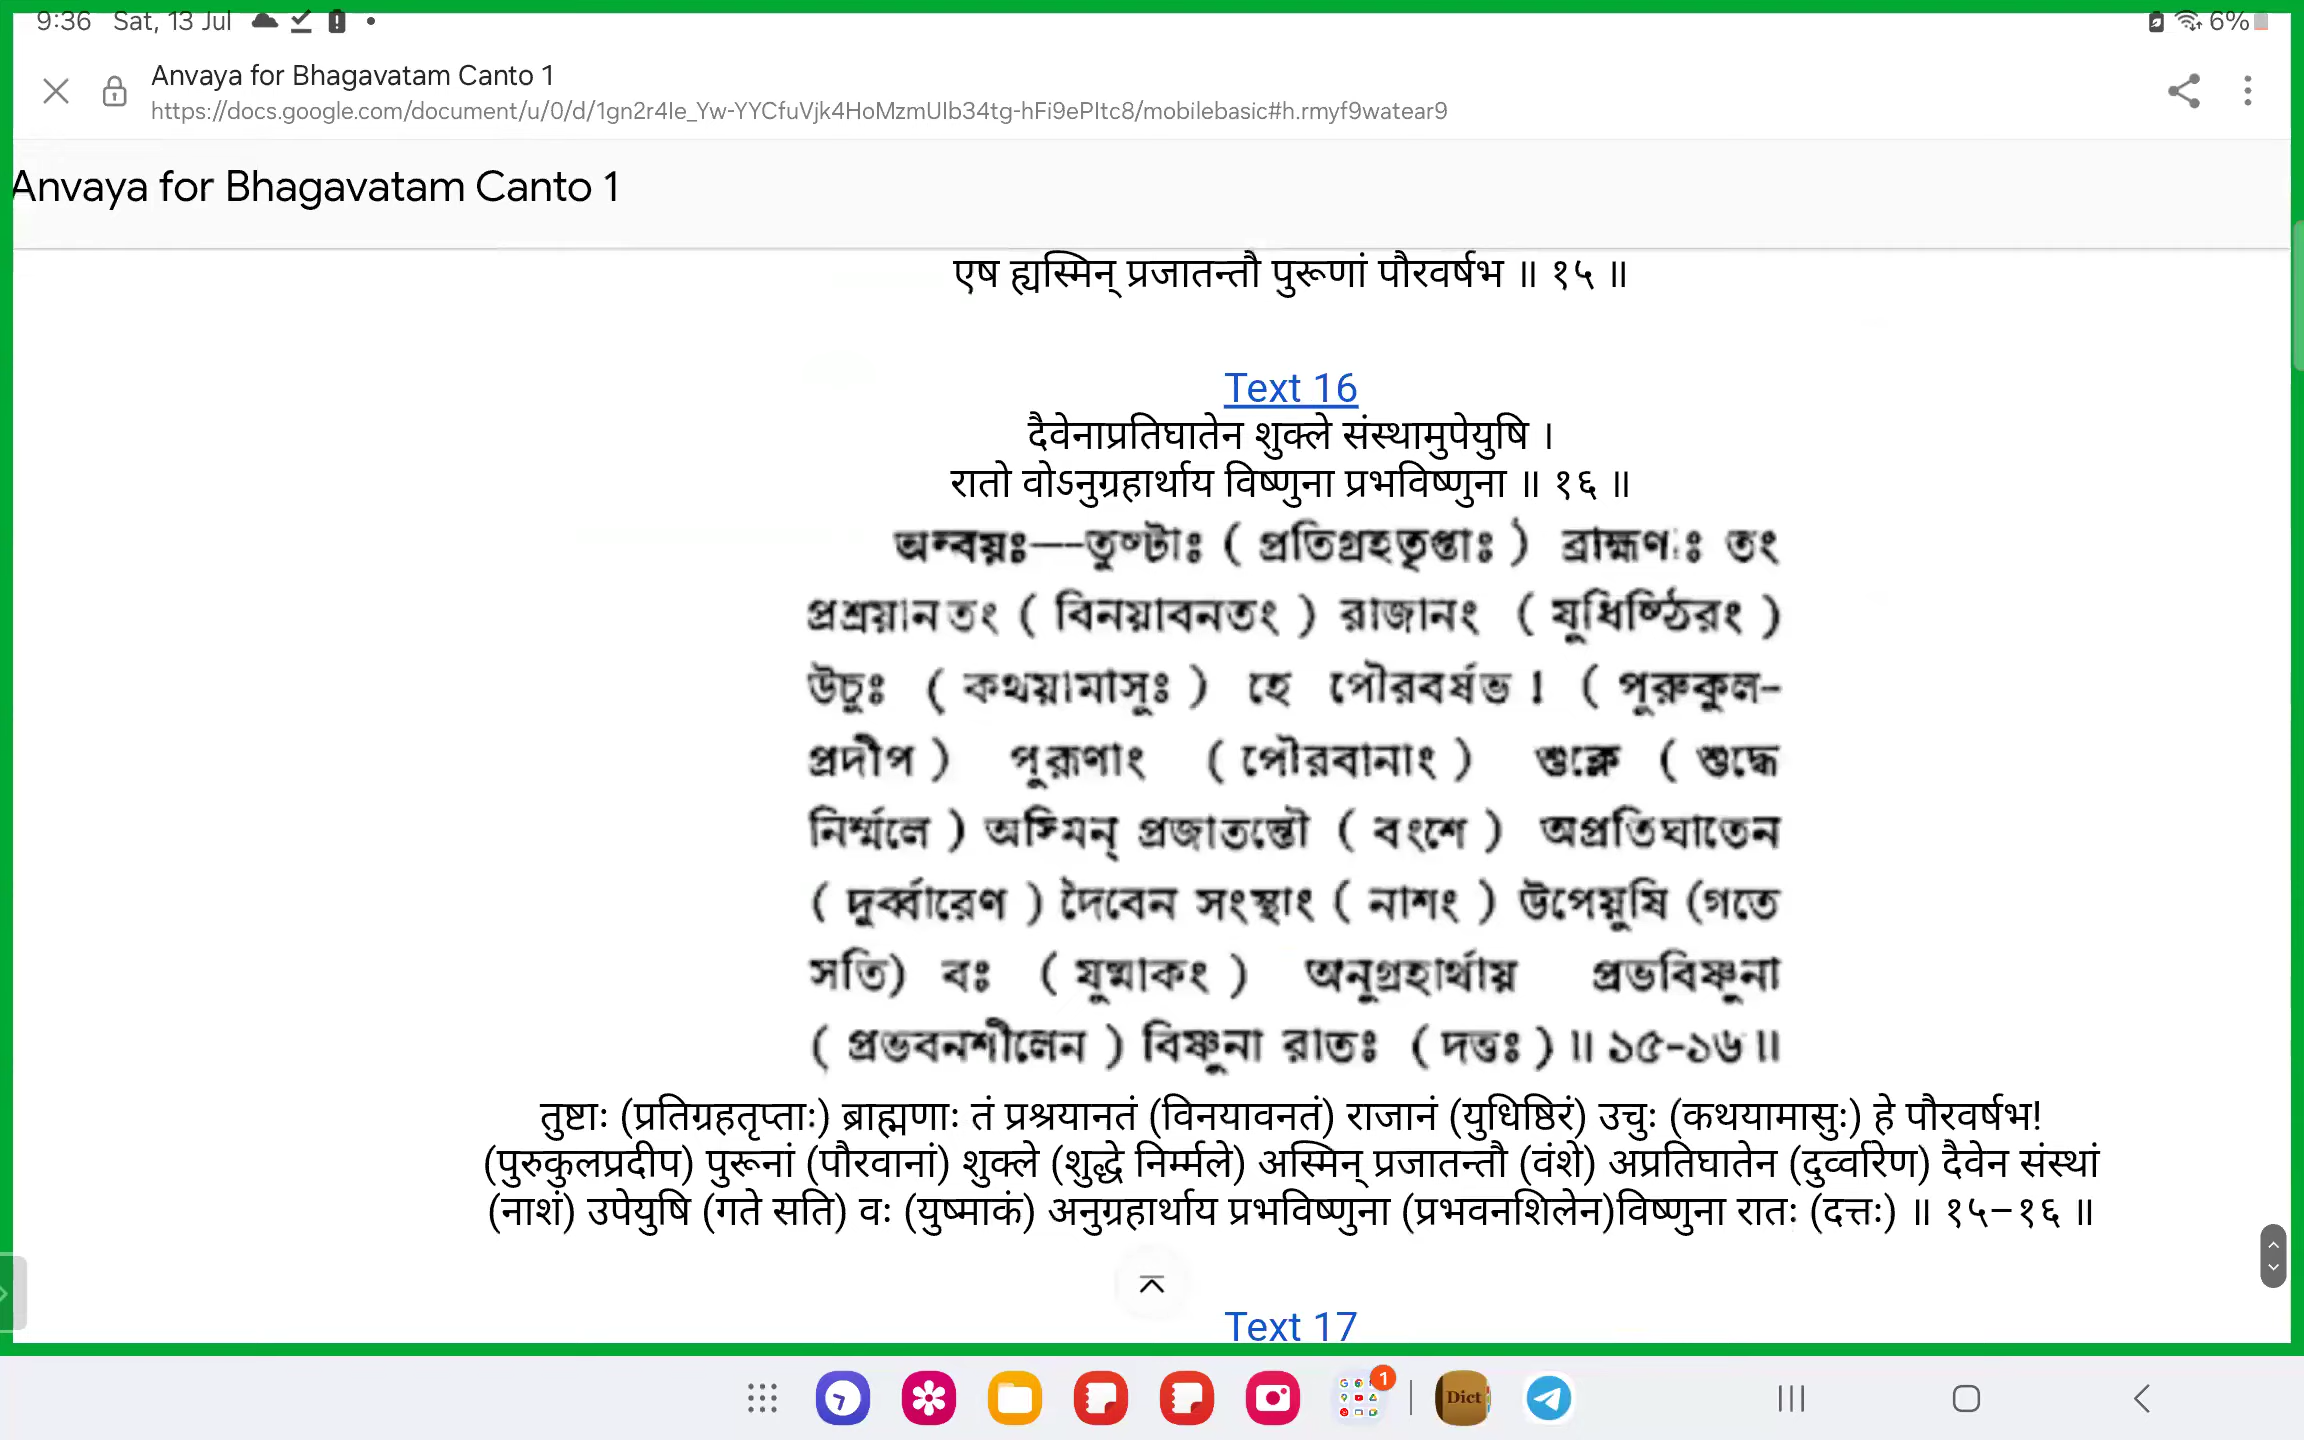 9:36 Sat, 13 Jul
6%
Anvaya for Bhagavatam Canto 1
https://docs.google.com/document/u/0/d/1gn2r4Ie_Yw-YYCfuVjk4HoMzmUIb34tg-hFi9ePItc8/mobilebasic#h.rmyf9watear9
Anvaya for Bhagavatam Canto 1
एष ह्यस्मिन् प्रजातन्तौ पुरूणां पौरवर्षभ ॥ १५ ॥
Text 16
दैवेनाप्रतिघातेन शुक्ले संस्थामुपेयुषि ।
रातो वोऽनुग्रहार्थाय विष्णुना प्रभविष्णुना ॥ १६ ॥
অন্বয়ঃ—তুষ্টাঃ ( প্রতিগ্রহতৃপ্তাঃ ) ব্রাহ্মণাঃ তং
প্রশ্রয়ানতং ( বিনয়াবনতং ) রাজানং ( যুধিষ্ঠিরং )
উচুঃ ( কথয়ামাসুঃ ) হে পৌরবর্ষভ ! ( পুরুকুল-
প্রদীপ ) পুরূণাং ( পৌরবানাং ) শুক্লে ( শুদ্ধে
নির্ম্মলে ) অস্মিন্ প্রজাতন্তৌ ( বংশে ) অপ্রতিঘাতেন
( দুর্ব্বারেণ ) দৈবেন সংস্থাং ( নাশং ) উপেয়ুষি (গতে
সতি) বঃ ( যুষ্মাকং ) অনুগ্রহার্থায় প্রভবিষ্ণুনা
( প্রভবনশীলেন ) বিষ্ণুনা রাতঃ ( দত্তঃ ) ॥ ১৫-১৬ ॥
तुष्टाः (प्रतिग्रहतृप्ताः) ब्राह्मणाः तं प्रश्रयानतं (विनयावनतं) राजानं (युधिष्ठिरं) उचुः (कथयामासुः) हे पौरवर्षभ!
(पुरुकुलप्रदीप) पुरूनां (पौरवानां) शुक्ले (शुद्धे निर्म्मले) अस्मिन् प्रजातन्तौ (वंशे) अप्रतिघातेन (दुर्व्वारेण) दैवेन संस्थां
(नाशं) उपेयुषि (गते सति) वः (युष्माकं) अनुग्रहार्थाय प्रभविष्णुना (प्रभवनशिलेन)विष्णुना रातः (दत्तः) ॥ १५–१६ ॥
Text 17
1
Dict